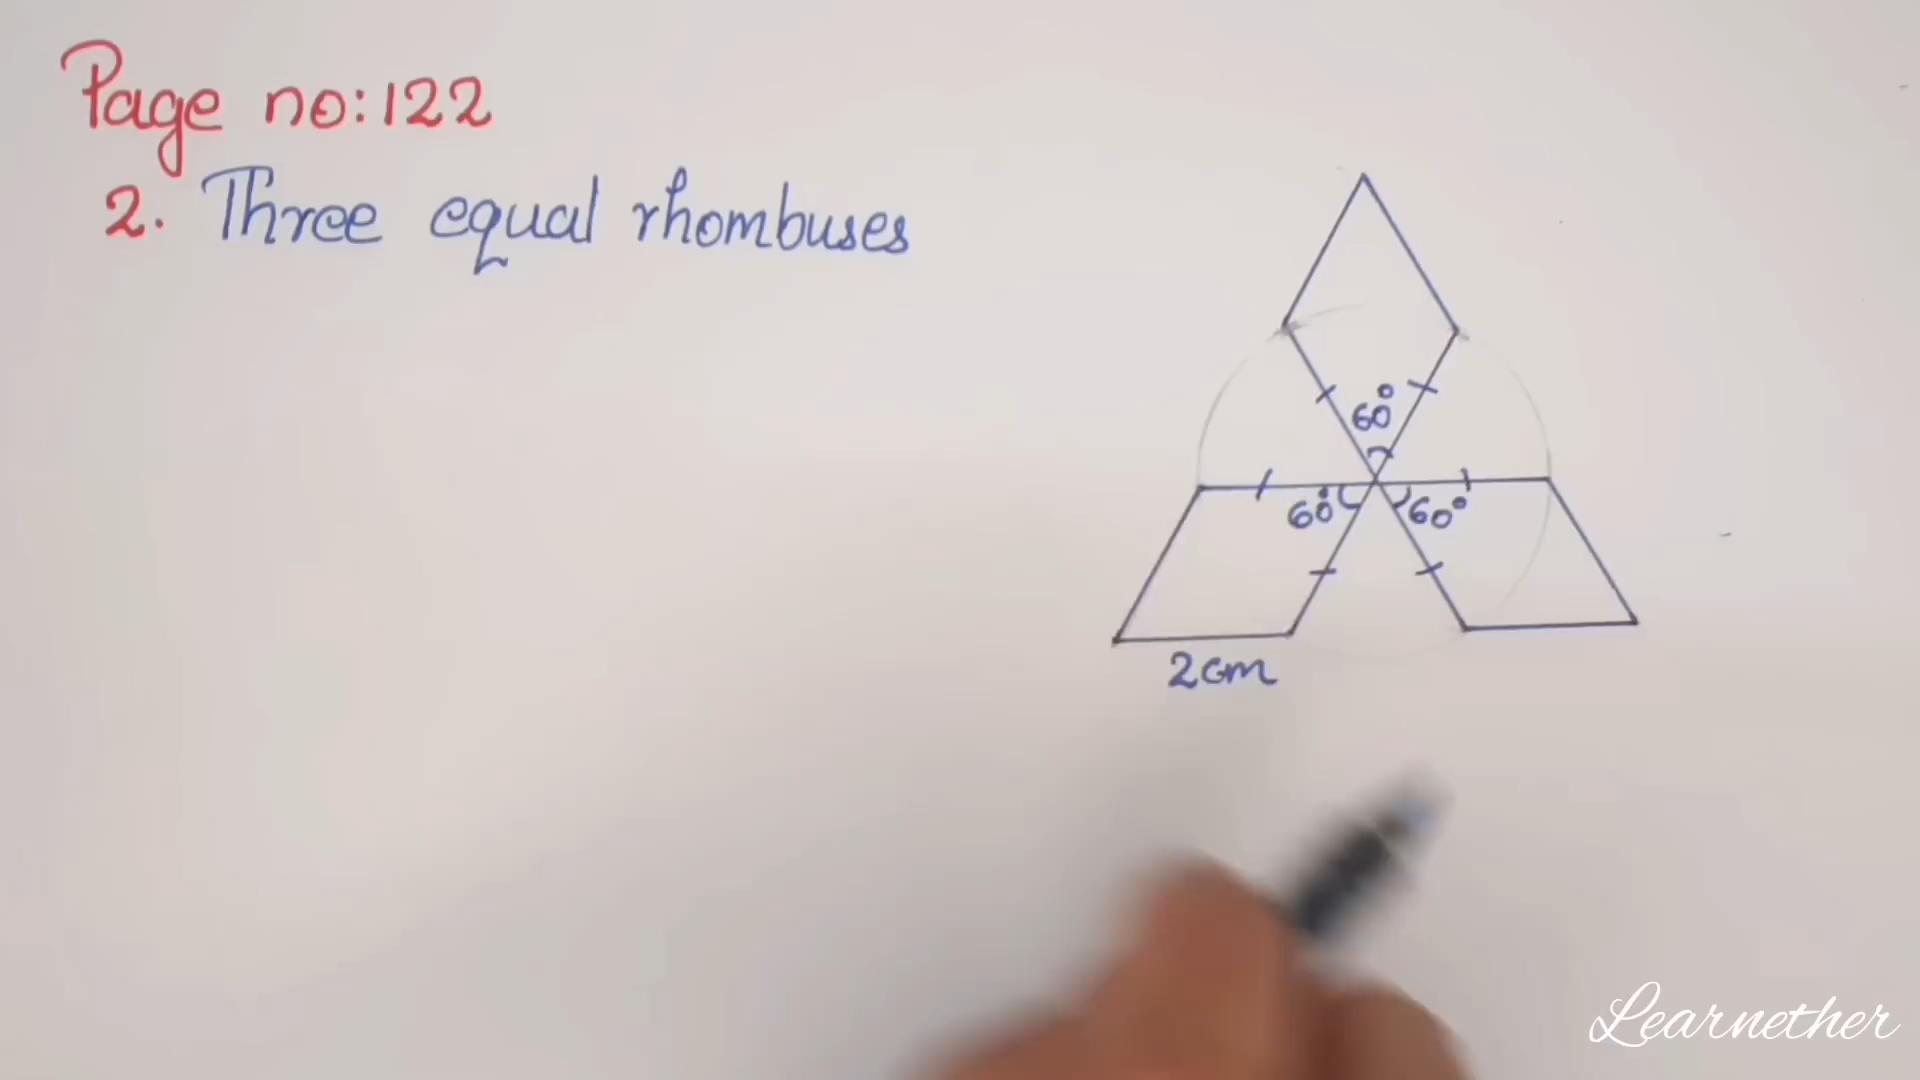 Page no:122
2. Three equal rhombuses
60°
60° 60°
2cm
Learnether